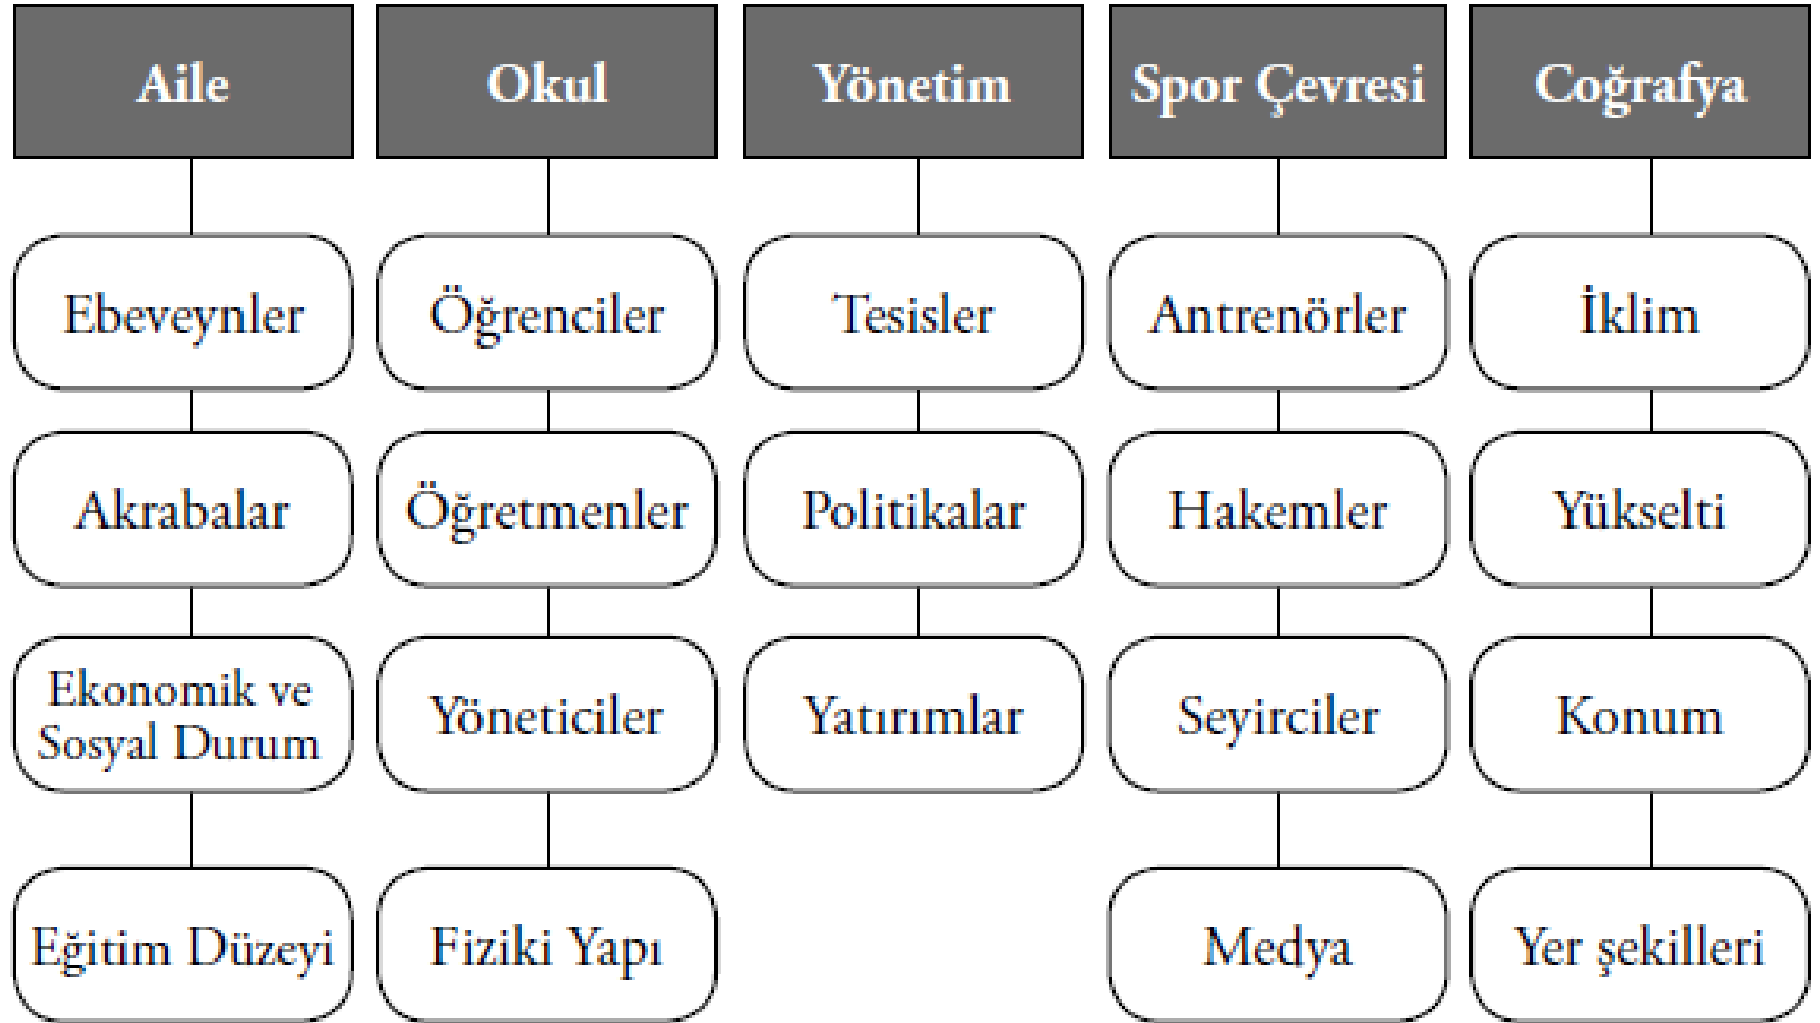 Aile
Ebeveynler
Akrabalar
Ekonomik ve
Sosyal Durum
Eğitim Düzeyi
Okul
Öğrenciler
Öğretmenler
Yöneticiler
Fiziki Yapı
Yönetim
Tesisler
Politikalar
Yatırımlar
Spor Çevresi
Antrenörler
Hakemler
Seyirciler
Medya
Coğrafya
İklim
Yükselti
Konum
Yer şekilleri